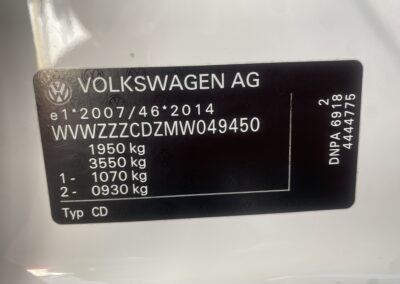 VOLKSWAGEN AG
e1*2007/46*2014
WVWZZZCDZMW049450
1950 kg
3550 kg
1- 1070 kg
2- 0930 kg
Typ CD
2
DNPA 6918
4444775